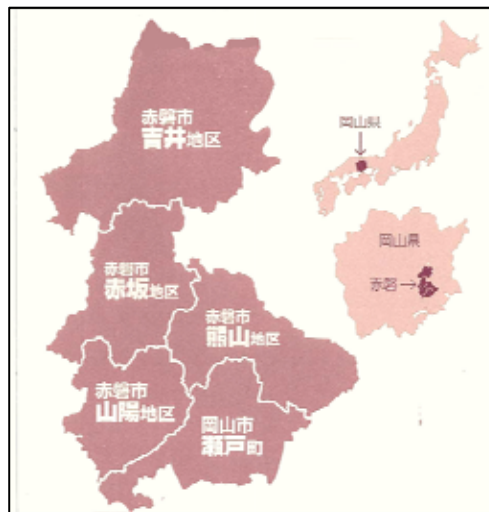 赤磐市
吉井地区
赤磐市
赤坂地区
赤磐市
熊山地区
赤磐市
山陽地区
岡山市
瀬戸町
岡山県
岡山県
赤磐